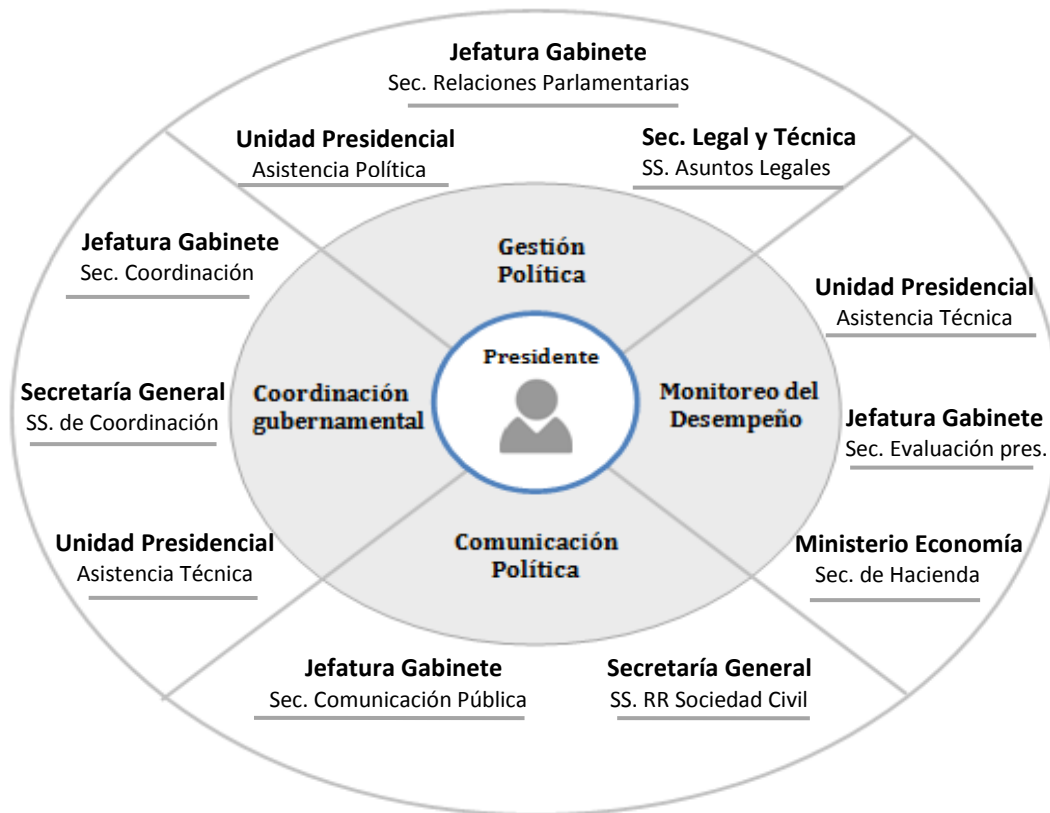 Jefatura Gabinete
Sec. Relaciones Parlamentarias
Unidad Presidencial
Asistencia Política
Sec. Legal y Técnica
SS. Asuntos Legales
Jefatura Gabinete
Sec. Coordinación
Gestión
Política
Unidad Presidencial
Asistencia Técnica
Presidente
Secretaría General
SS. de Coordinación
Coordinación
gubernamental
Monitoreo del
Desempeño
Jefatura Gabinete
Sec. Evaluación pres.
Unidad Presidencial
Asistencia Técnica
Comunicación
Política
Ministerio Economía
Sec. de Hacienda
Jefatura Gabinete
Sec. Comunicación Pública
Secretaría General
SS. RR Sociedad Civil